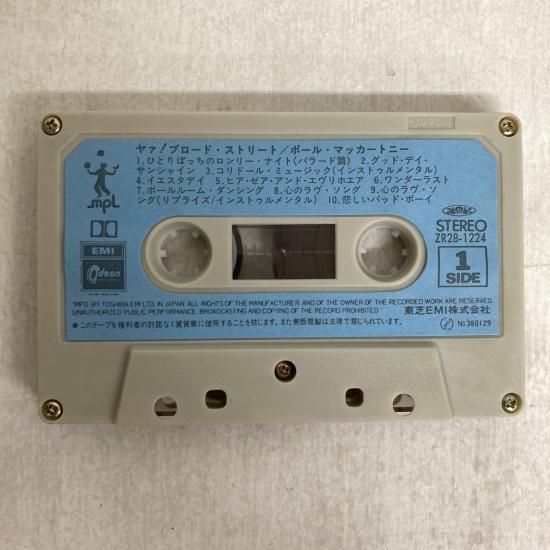 JAPAN
ヤァ!ブロード・ストリート/ポール・マッカートニー
1.ひとりぼっちのロンリー・ナイト(バラード篇) 2.グッド・デイ・
サンシャイン 3.コリドール・ミュージック(インストゥルメンタル)
4.イエスタデイ 5.ヒア・ゼア・アンド・エヴリホエア 6.ワンダーラスト
7.ボールルーム・ダンシング 8.心のラヴ・ソング 9.心のラヴ・ソ
ング(リプライズ/インストゥルメンタル) 10.悲しいバッド・ボーイ
mpl
EMI
Odeon
STEREO
ZR28-1224
1
SIDE
"MFD. BY TOSHIBA EMI LTD. IN JAPAN. ALL RIGHTS OF THE MANUFACTURER AND OF THE OWNER OF THE RECORDED WORK ARE RESERVED.
UNAUTHORIZED PUBLIC PERFORMANCE, BROADCASTING AND COPYING OF THE RECORD PROHIBITED."
東芝EMI株式会社
●このテープを権利者の許諾なく賃貸業に使用することを禁じます。また無断複製は法律で禁じられています。
No.380129